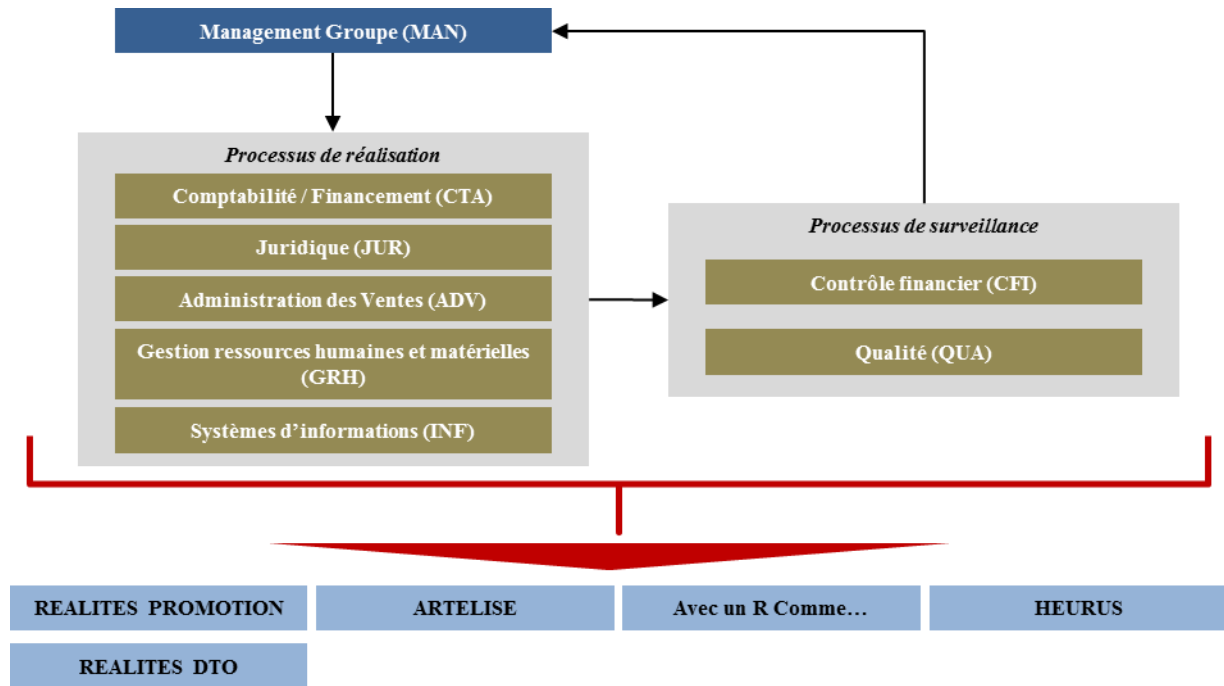 Management Groupe (MAN)
Processus de réalisation
Comptabilité / Financement (CTA)
Juridique (JUR)
Administration des Ventes (ADV)
Gestion ressources humaines et matérielles
(GRH)
Systèmes d'informations (INF)
Processus de surveillance
Contrôle financier (CFI)
Qualité (QUA)
REALITES PROMOTION
ARTELISE
Avec un R Comme…
HEURUS
REALITES DTO